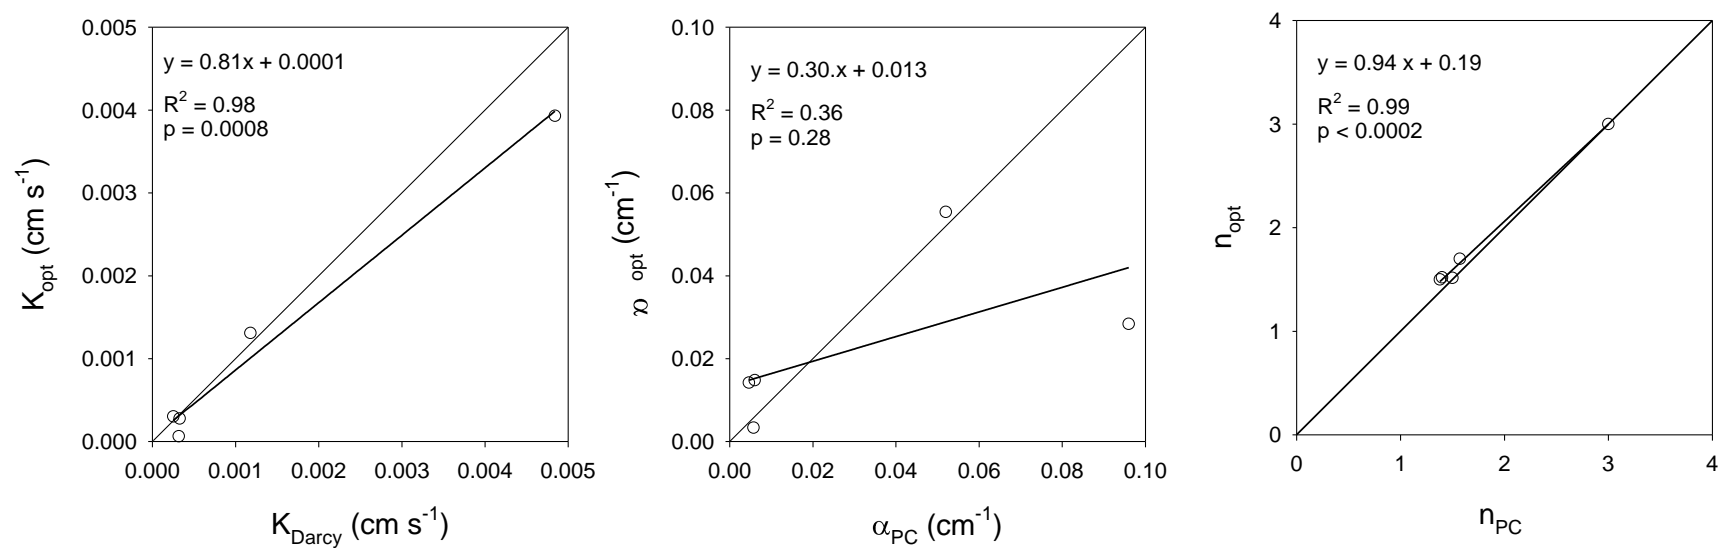 y = 0.81x + 0.0001
R2 = 0.98
p = 0.0008
0.005
0.004
0.003
0.002
0.001
0.000
0.000 0.001 0.002 0.003 0.004 0.005
Kopt (cm s-1)
KDarcy (cm s-1)
y = 0.30.x + 0.013
R2 = 0.36
p = 0.28
0.10
0.08
0.06
0.04
0.02
0.00
0.00 0.02 0.04 0.06 0.08 0.10
opt (cm-1)
αPC (cm-1)
y = 0.94 x + 0.19
R2 = 0.99
p < 0.0002
4
3
2
1
0
0 1 2 3 4
nopt
nPC